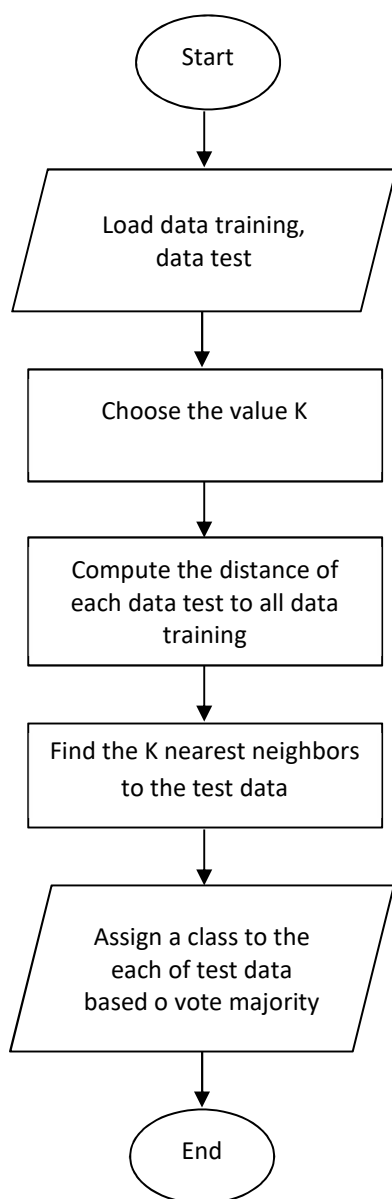 Start
Load data training,
data test
Choose the value K
Compute the distance of
each data test to all data
training
Find the K nearest neighbors
to the test data
Assign a class to the
each of test data
based o vote majority
End